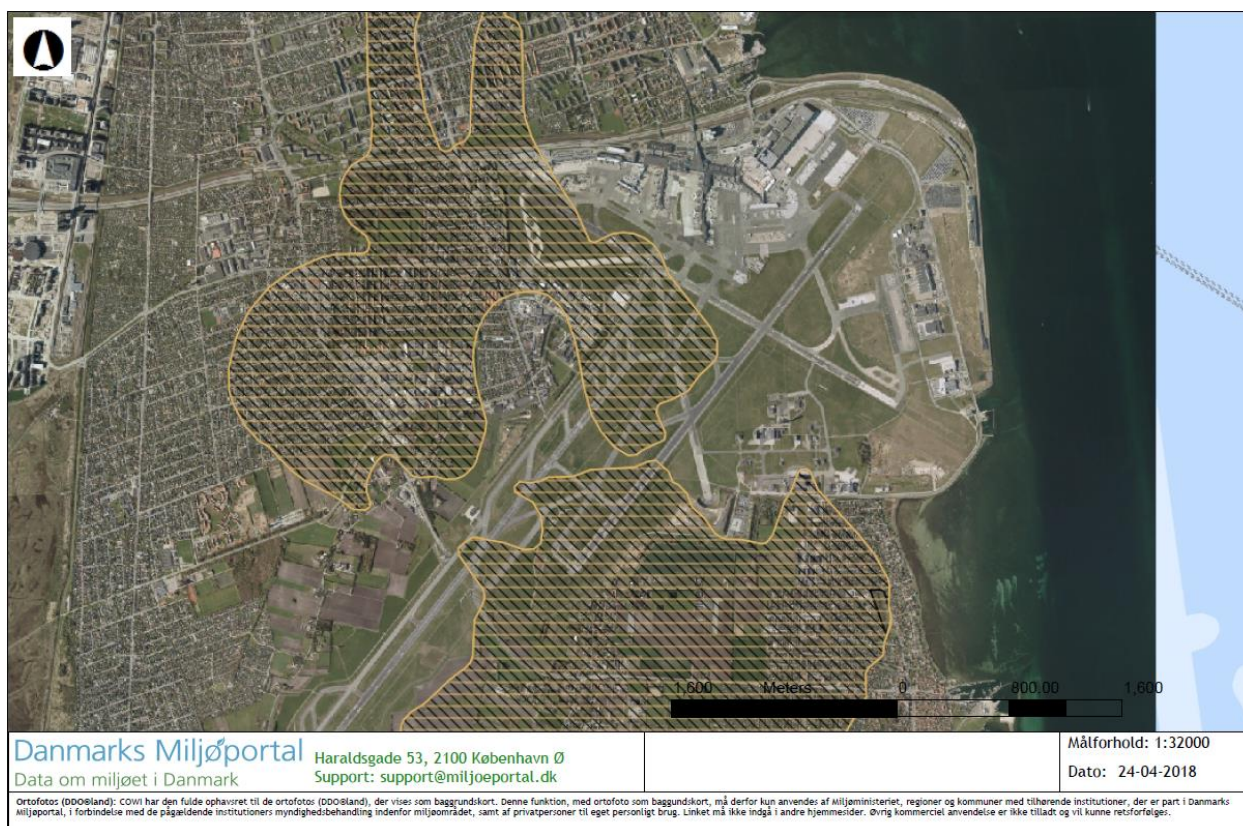 1,600 Meters 0 800.00 1,600
Danmarks Miljøportal
Data om miljøet i Danmark
Haraldsgade 53, 2100 København Ø
Support: support@miljoeportal.dk
Målforhold: 1:32000
Dato: 24-04-2018
Ortofotos (DDO®land): COWI har den fulde ophavsret til de ortofotos (DDO®land), der vises som baggrundskort. Denne funktion, med ortofoto som baggundskort, må derfor kun anvendes af Miljøministeriet, regioner og kommuner med tilhørende institutioner, der er part i Danmarks
Miljøportal, i forbindelse med de pågældende institutioners myndighedsbehandling indenfor miljøområdet, samt af privatpersoner til eget personligt brug. Linket må ikke indgå i andre hjemmesider. Øvrig kommerciel anvendelse er ikke tilladt og vil kunne retsforfølges.